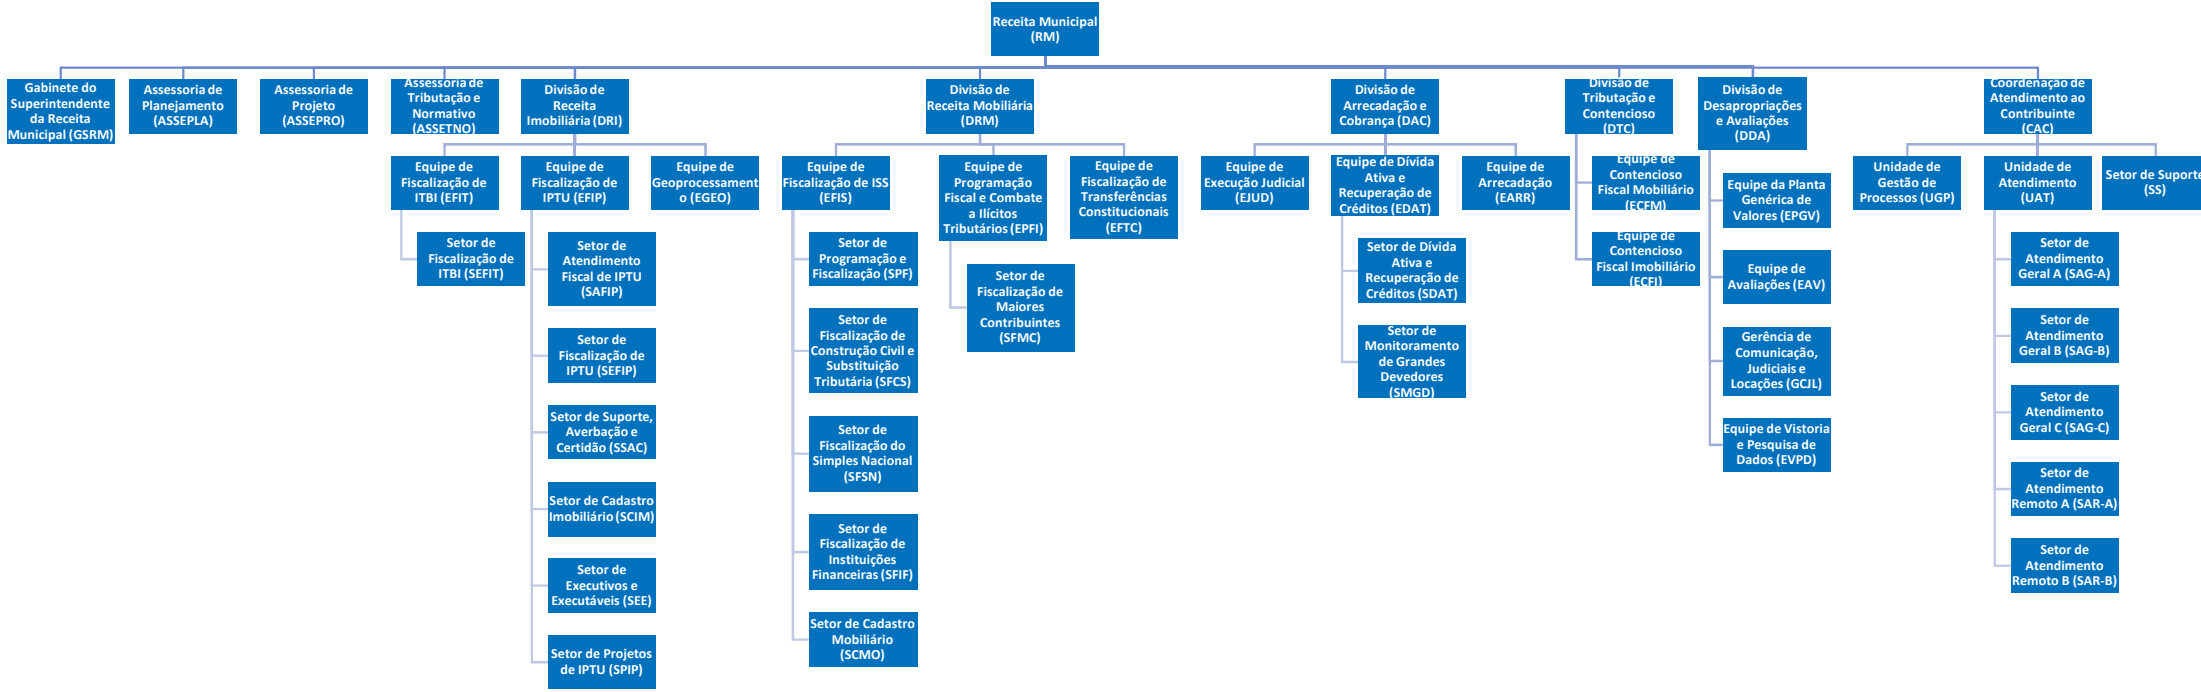 Receita Municipal
(RM)
Gabinete do
Superintendente
da Receita
Municipal (GSRM)
Assessoria de
Planejamento
(ASSEPLA)
Assessoria de
Projeto
(ASSEPRO)
Assessoria de
Tributação e
Normativo
(ASSETNO)
Divisão de
Receita
Imobiliária (DRI)
Divisão de
Receita Mobiliária
(DRM)
Divisão de
Arrecadação e
Cobrança (DAC)
Divisão de
Tributação e
Contencioso
(DTC)
Divisão de
Desapropriações
e Avaliações
(DDA)
Coordenação de
Atendimento ao
Contribuinte
(CAC)
Equipe de
Fiscalização de
ITBI (EFIT)
Equipe de
Fiscalização de
IPTU (EFIP)
Equipe de
Geoprocessament
o (EGEO)
Equipe de
Fiscalização de ISS
(EFIS)
Equipe de
Programação
Fiscal e Combate
a Ilícitos
Tributários (EPFI)
Equipe de
Fiscalização de
Transferências
Constitucionais
(EFTC)
Equipe de
Execução Judicial
(EJUD)
Equipe de Dívida
Ativa e
Recuperação de
Créditos (EDAT)
Equipe de
Arrecadação
(EARR)
Equipe de
Contencioso
Fiscal Mobiliário
(ECFM)
Equipe de
Contencioso
Fiscal Imobiliário
(ECFI)
Equipe da Planta
Genérica de
Valores (EPGV)
Equipe de
Avaliações (EAV)
Gerência de
Comunicação,
Judiciais e
Locações (GCJL)
Equipe de Vistoria
e Pesquisa de
Dados (EVPD)
Unidade de
Gestão de
Processos (UGP)
Unidade de
Atendimento
(UAT)
Setor de Suporte
(SS)
Setor de
Fiscalização de
ITBI (SEFIT)
Setor de
Atendimento
Fiscal de IPTU
(SAFIP)
Setor de
Fiscalização de
IPTU (SEFIP)
Setor de Suporte,
Averbação e
Certidão (SSAC)
Setor de Cadastro
Imobiliário (SCIM)
Setor de
Executivos e
Executáveis (SEE)
Setor de Projetos
de IPTU (SPIP)
Setor de
Programação e
Fiscalização (SPF)
Setor de
Fiscalização de
Construção Civil e
Substituição
Tributária (SFCS)
Setor de
Fiscalização do
Simples Nacional
(SFSN)
Setor de
Fiscalização de
Instituições
Financeiras (SFIF)
Setor de Cadastro
Mobiliário
(SCMO)
Setor de
Fiscalização de
Maiores
Contribuintes
(SFMC)
Setor de Dívida
Ativa e
Recuperação de
Créditos (SDAT)
Setor de
Monitoramento
de Grandes
Devedores
(SMGD)
Setor de
Atendimento
Geral A (SAG-A)
Setor de
Atendimento
Geral B (SAG-B)
Setor de
Atendimento
Geral C (SAG-C)
Setor de
Atendimento
Remoto A (SAR-A)
Setor de
Atendimento
Remoto B (SAR-B)